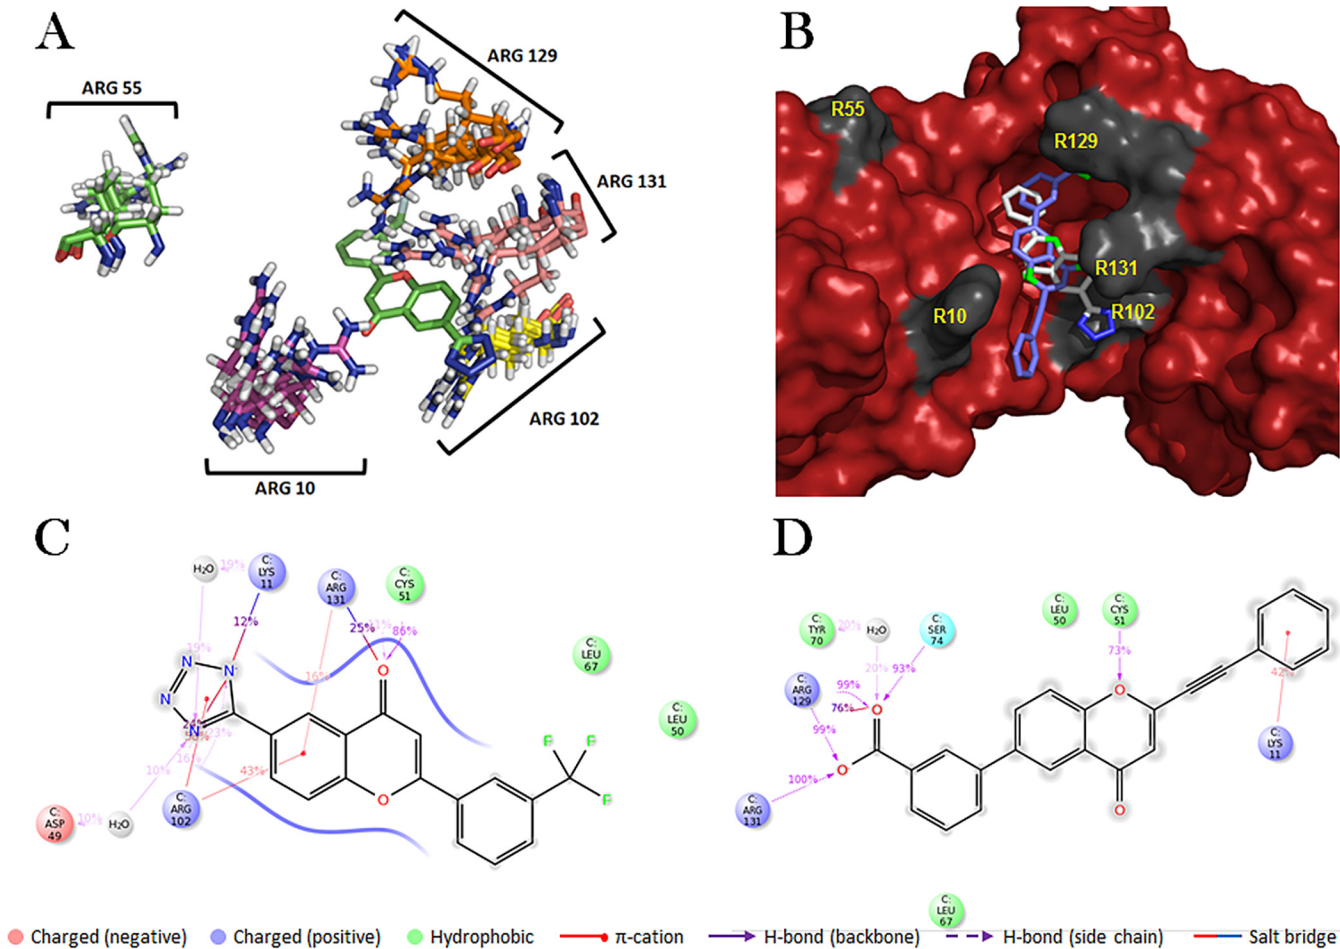 A
ARG 55
ARG 129
ARG 131
ARG 102
ARG 10
B
R55
R129
R131
R102
R10
C
H₂O
19%
C:
LYS
11
C:
ARG
131
C:
CYS
51
12%
25%
11%
86%
19%
16%
C:
LEU
67
C:
LEU
50
N
N
N
N
N⁻
O
O
23%
16%
10%
43%
F
F
F
C:
ARG
102
C:
ASP
49
10%
H₂O
D
C:
TYR
70
20%
H₂O
C:
SER
74
C:
LEU
50
C:
CYS
51
20%
93%
73%
C:
ARG
129
99%
76%
99%
100%
O
O
O
O
42%
C:
LYS
11
C:
ARG
131
C:
LEU
67
Charged (negative) Charged (positive) Hydrophobic π-cation H-bond (backbone) H-bond (side chain) Salt bridge